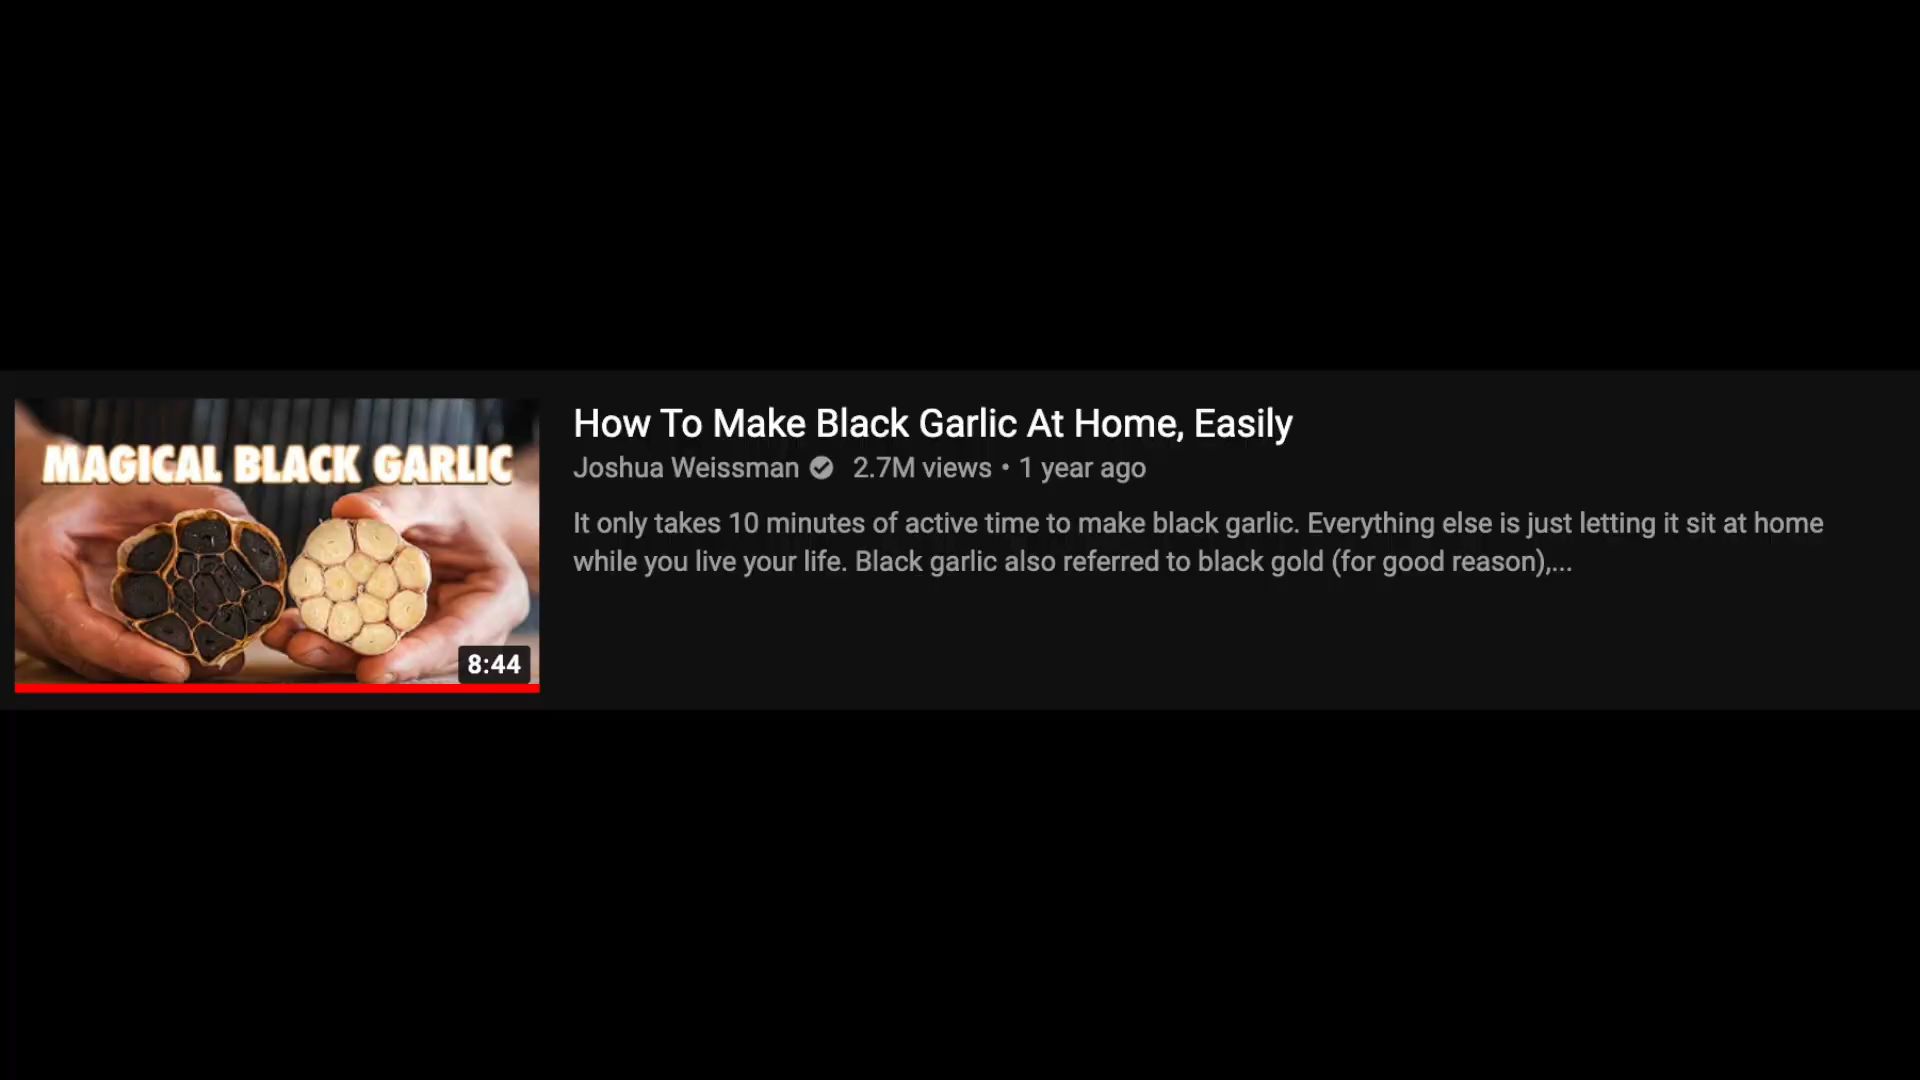 MAGICAL BLACK GARLIC
8:44
How To Make Black Garlic At Home, Easily
Joshua Weissman 2.7M views • 1 year ago
It only takes 10 minutes of active time to make black garlic. Everything else is just letting it sit at home
while you live your life. Black garlic also referred to black gold (for good reason),...